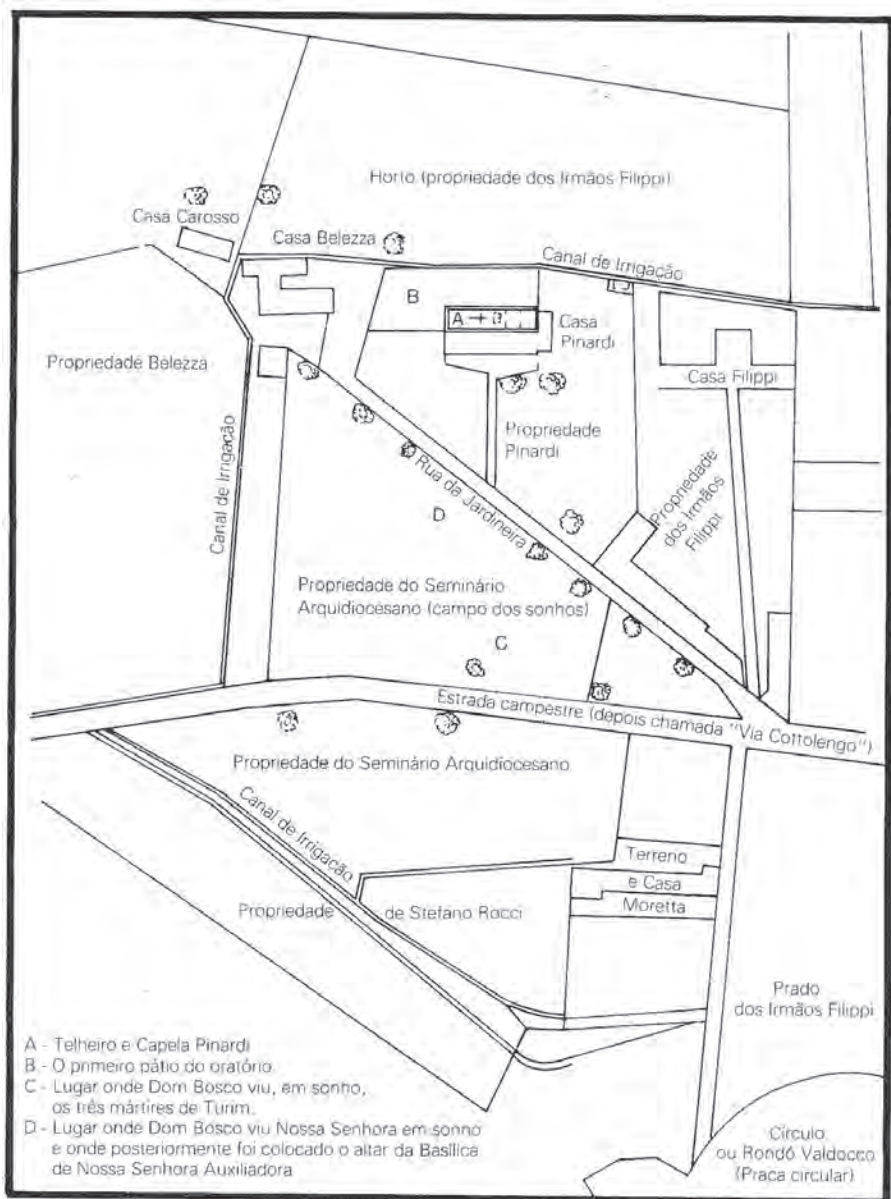 Horto (propriedade dos Irmãos Filippi)
Casa Carosso
Casa Belezza
Canal de Irrigação
B
A
Casa
Pinardi
Propriedade Belezza
Casa Filippi
Canal de Irrigação
Propriedade
Pinardi
Rua da Jardineira
Propriedade
dos Irmãos
Filippi
D
Propriedade do Seminário
Arquidiocesano (campo dos sonhos)
C
Estrada campestre (depois chamada "Via Cottolengo")
Propriedade do Seminário Arquidiocesano
Canal de Irrigação
Terreno
e Casa
Moretta
Propriedade de Stefano Rocci
Prado
dos Irmãos Filippi
A - Telheiro e Capela Pinardi
B - O primeiro pátio do oratório.
C - Lugar onde Dom Bosco viu, em sonho,
os três mártires de Turim.
D - Lugar onde Dom Bosco viu Nossa Senhora em sonho
e onde posteriormente foi colocado o altar da Basílica
de Nossa Senhora Auxiliadora
Círculo
ou Rondó Valdocco
(Praça circular)